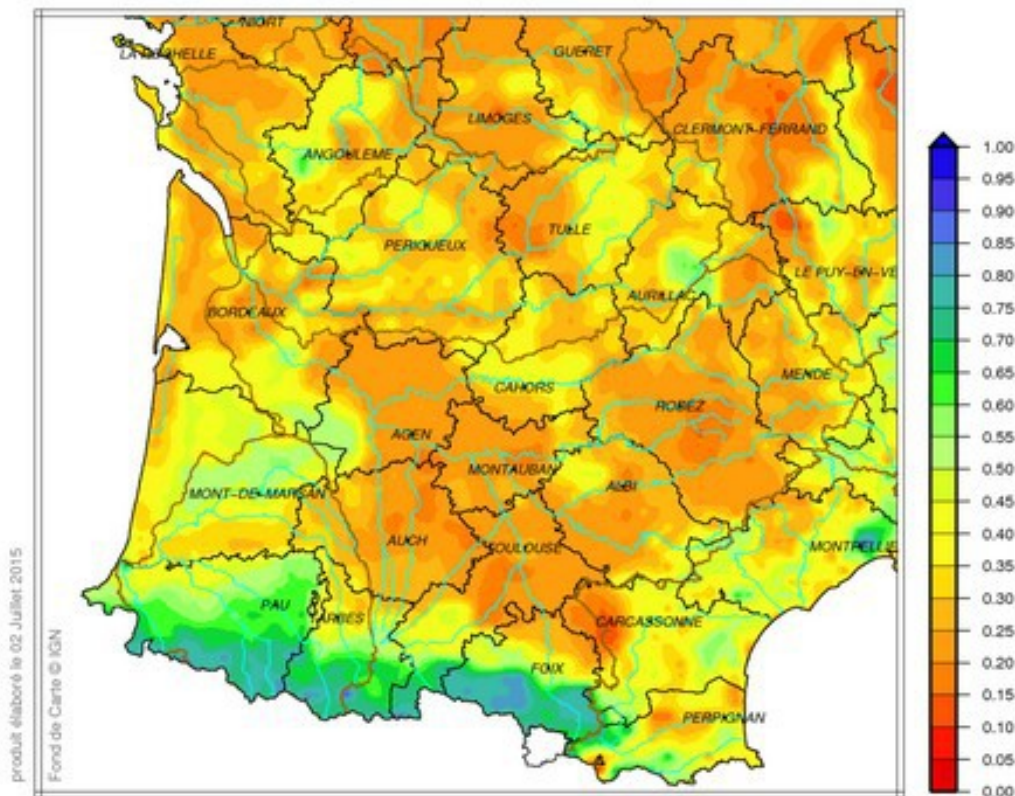 NIORT
LA ROCHELLE
GUERET
LIMOGES
CLERMONT-FERRAND
ANGOULEME
PERIGUEUX
TULLE
LE PUY-EN-VE
AURILLAC
BORDEAUX
MENDE
CAHORS
RODEZ
AGEN
MONTAUBAN
ALBI
MONT-DE-MARSAN
AUCH
TOULOUSE
MONTPELLIE
PAU
TARBES
CARCASSONNE
FOIX
PERPIGNAN
1.00
0.95
0.90
0.85
0.80
0.75
0.70
0.65
0.60
0.55
0.50
0.45
0.40
0.35
0.30
0.25
0.20
0.15
0.10
0.05
0.00
produit élaboré le 02 Juillet 2015
Fond de Carte © IGN